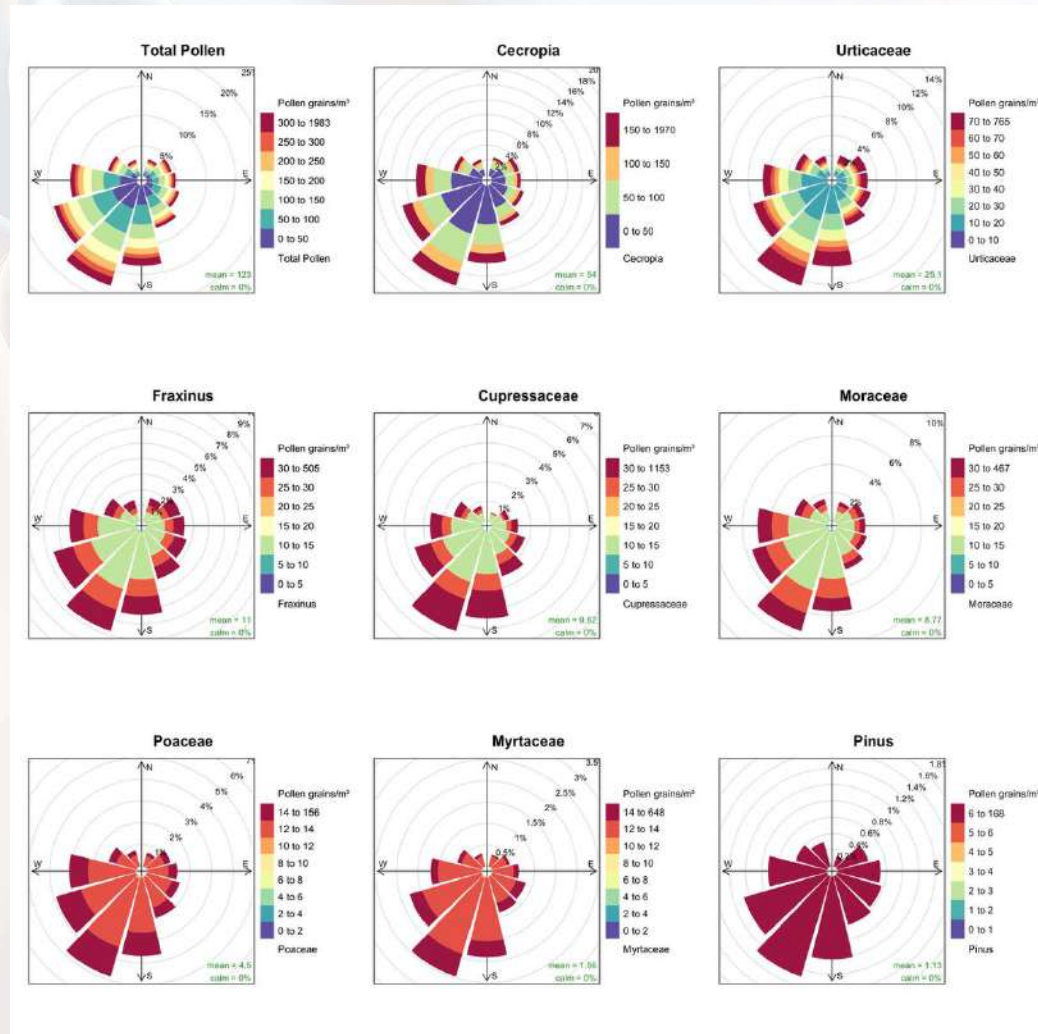 Total Pollen
N
W
E
S
5%
10%
15%
20%
25
Pollen grains/m³
300 to 1983
250 to 300
200 to 250
150 to 200
100 to 150
50 to 100
0 to 50
Total Pollen
mean = 123
calm = 0%
Cecropia
N
W
E
S
2%
4%
6%
8%
10%
12%
14%
16%
18%
20
Pollen grains/m³
150 to 1970
100 to 150
50 to 100
0 to 50
Cecropia
mean = 54
calm = 0%
Urticaceae
N
W
E
S
4%
6%
8%
10%
12%
14%
Pollen grains/m³
70 to 765
60 to 70
50 to 60
40 to 50
30 to 40
20 to 30
10 to 20
0 to 10
Urticaceae
mean = 25.1
calm = 0%
Fraxinus
N
W
E
S
2%
3%
4%
5%
6%
7%
8%
9%
Pollen grains/m³
30 to 505
25 to 30
20 to 25
15 to 20
10 to 15
5 to 10
0 to 5
Fraxinus
mean = 11
calm = 0%
Cupressaceae
N
W
E
S
1%
2%
3%
4%
5%
6%
7%
Pollen grains/m³
30 to 1153
25 to 30
20 to 25
15 to 20
10 to 15
5 to 10
0 to 5
Cupressaceae
mean = 9.62
calm = 0%
Moraceae
N
W
E
S
2%
4%
6%
8%
10%
Pollen grains/m³
30 to 467
25 to 30
20 to 25
15 to 20
10 to 15
5 to 10
0 to 5
Moraceae
mean = 8.77
calm = 0%
Poaceae
N
W
E
S
1%
2%
3%
4%
5%
6%
Pollen grains/m³
14 to 156
12 to 14
10 to 12
8 to 10
6 to 8
4 to 6
2 to 4
0 to 2
Poaceae
mean = 4.5
calm = 0%
Myrtaceae
N
W
E
S
0.5%
1%
1.5%
2%
2.5%
3%
3.5
Pollen grains/m³
14 to 648
12 to 14
10 to 12
8 to 10
6 to 8
4 to 6
2 to 4
0 to 2
Myrtaceae
mean = 1.56
calm = 0%
Pinus
N
W
E
S
0.4%
0.6%
0.8%
1%
1.2%
1.4%
1.6%
1.8
Pollen grains/m³
6 to 168
5 to 6
4 to 5
3 to 4
2 to 3
1 to 2
0 to 1
Pinus
mean = 1.13
calm = 0%